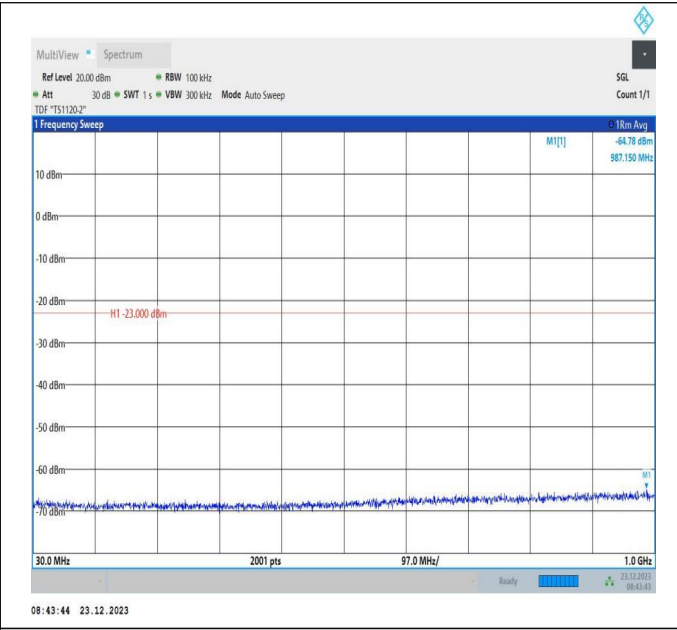 R&S
MultiView Spectrum
Ref Level 20.00 dBm RBW 100 kHz SGL
Att 30 dB SWT 1 s VBW 300 kHz Mode Auto Sweep Count 1/1
TDF "TS1120-2"
1 Frequency Sweep 1Rm Avg
M1[1] -64.78 dBm
987.150 MHz
10 dBm
0 dBm
-10 dBm
-20 dBm
H1 -23.000 dBm
-30 dBm
-40 dBm
-50 dBm
-60 dBm
M1
-70 dBm
30.0 MHz 2001 pts 97.0 MHz/ 1.0 GHz
Ready 23.12.2023
08:43:43
08:43:44 23.12.2023